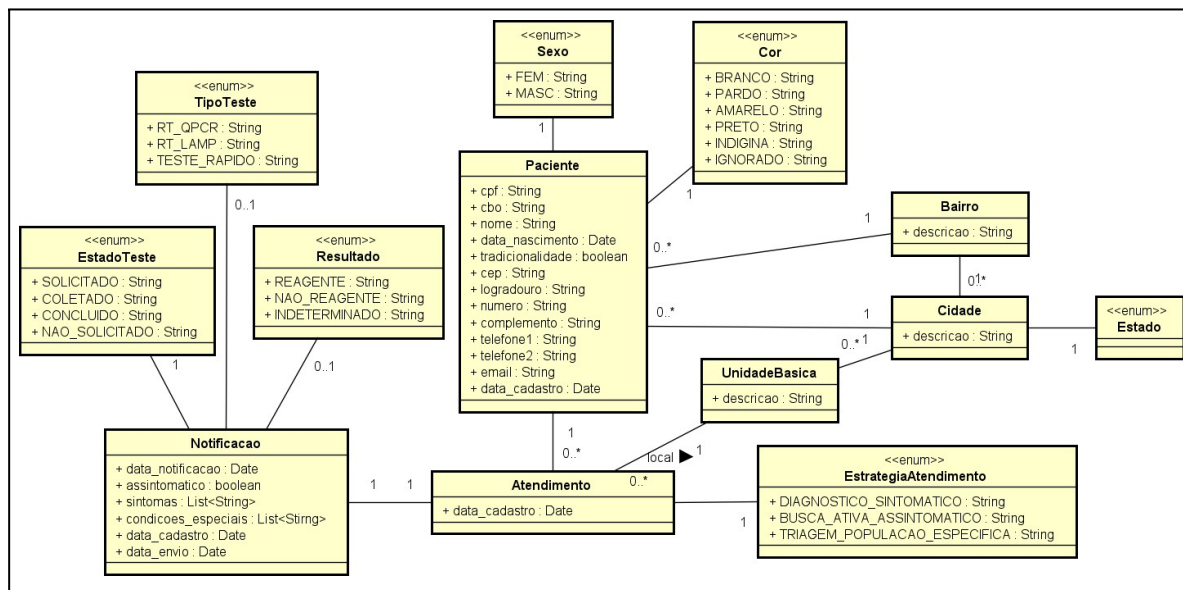 <<enum>>
Sexo
+ FEM : String
+ MASC : String
1
<<enum>>
Cor
+ BRANCO : String
+ PARDO : String
+ AMARELO : String
+ PRETO : String
+ INDIGINA : String
+ IGNORADO : String
1
<<enum>>
TipoTeste
+ RT_QPCR : String
+ RT_LAMP : String
+ TESTE_RAPIDO : String
0..1
<<enum>>
EstadoTeste
+ SOLICITADO : String
+ COLETADO : String
+ CONCLUIDO : String
+ NAO_SOLICITADO : String
1
<<enum>>
Resultado
+ REAGENTE : String
+ NAO_REAGENTE : String
+ INDETERMINADO : String
0..1
Paciente
+ cpf : String
+ cbo : String
+ nome : String
+ data_nascimento : Date
+ tradicionalidade : boolean
+ cep : String
+ logradouro : String
+ numero : String
+ complemento : String
+ telefone1 : String
+ telefone2 : String
+ email : String
+ data_cadastro : Date
0..*
1
0..*
1
Bairro
+ descricao : String
0..*
1
Cidade
+ descricao : String
1
<<enum>>
Estado
0..*
1
UnidadeBasica
+ descricao : String
1
local ▶
0..*
1
0..*
Notificacao
+ data_notificacao : Date
+ assintomatico : boolean
+ sintomas : List<String>
+ condicoes_especiais : List<Stirng>
+ data_cadastro : Date
+ data_envio : Date
1
1
Atendimento
+ data_cadastro : Date
1
<<enum>>
EstrategiaAtendimento
+ DIAGNOSTICO_SINTOMATICO : String
+ BUSCA_ATIVA_ASSINTOMATICO : String
+ TRIAGEM_POPULACAO_ESPECIFICA : String